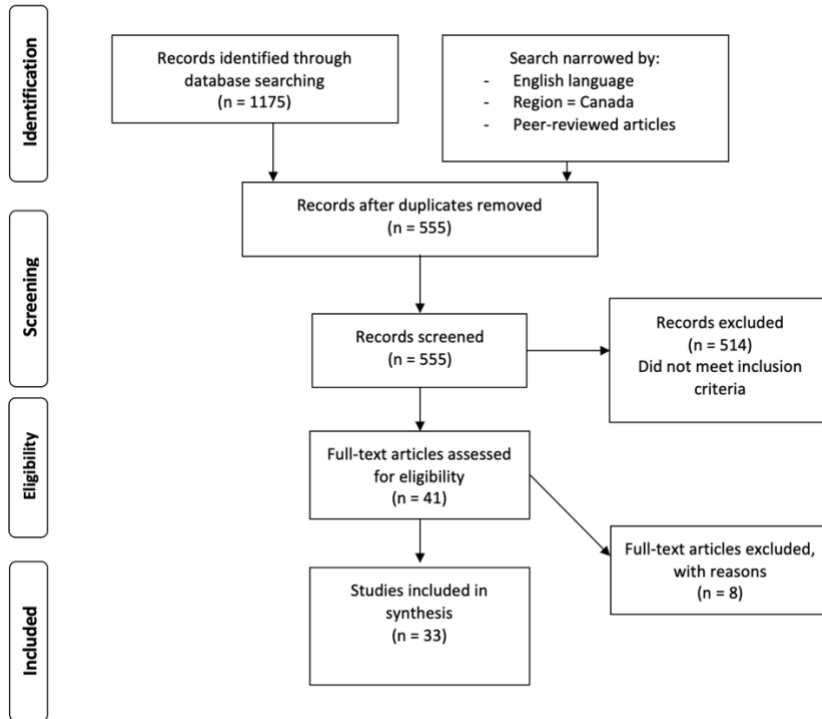 Identification
Records identified through
database searching
(n = 1175)
Search narrowed by:
- English language
- Region = Canada
- Peer-reviewed articles
Records after duplicates removed
(n = 555)
Screening
Records screened
(n = 555)
Records excluded
(n = 514)
Did not meet inclusion
criteria
Eligibility
Full-text articles assessed
for eligibility
(n = 41)
Full-text articles excluded,
with reasons
(n = 8)
Included
Studies included in
synthesis
(n = 33)